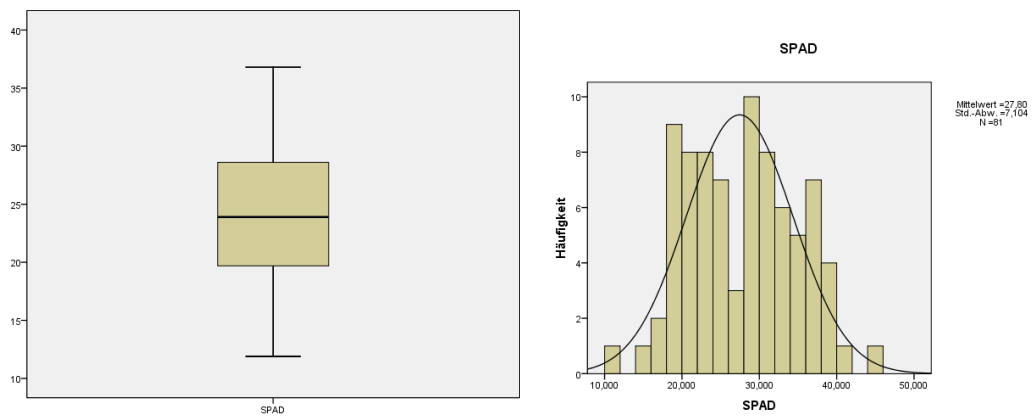 40
35
30
25
20
15
10
SPAD
SPAD
Mittelwert =27,80
Std.-Abw. =7,104
N =81
Häufigkeit
10
8
6
4
2
0
10,000 20,000 30,000 40,000 50,000
SPAD